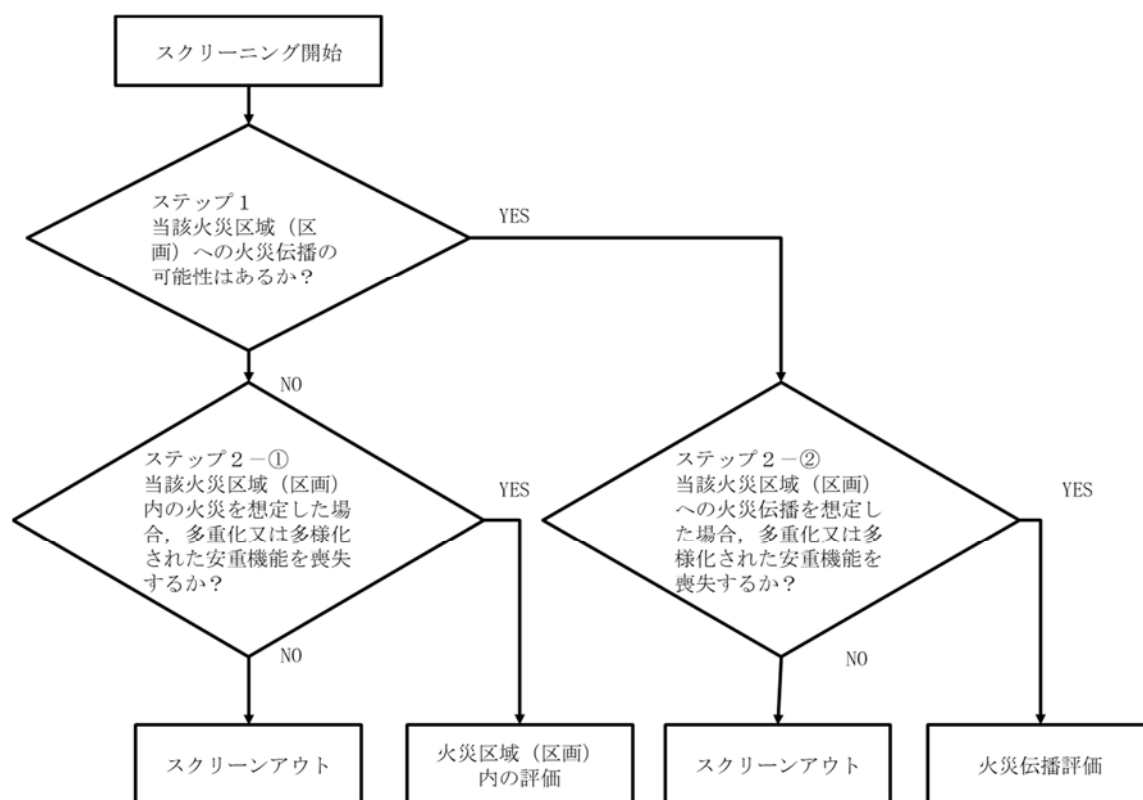 スクリーニング開始
ステップ１
当該火災区域（区
画）への火災伝播の
可能性はあるか？
YES
NO
ステップ２－①
当該火災区域（区画）
内の火災を想定した場
合，多重化又は多様化
された安重機能を喪失
するか？
YES
NO
ステップ２－②
当該火災区域（区画）
への火災伝播を想定し
た場合，多重化又は多
様化された安重機能を
喪失するか？
YES
NO
スクリーンアウト
火災区域（区画）
内の評価
スクリーンアウト
火災伝播評価